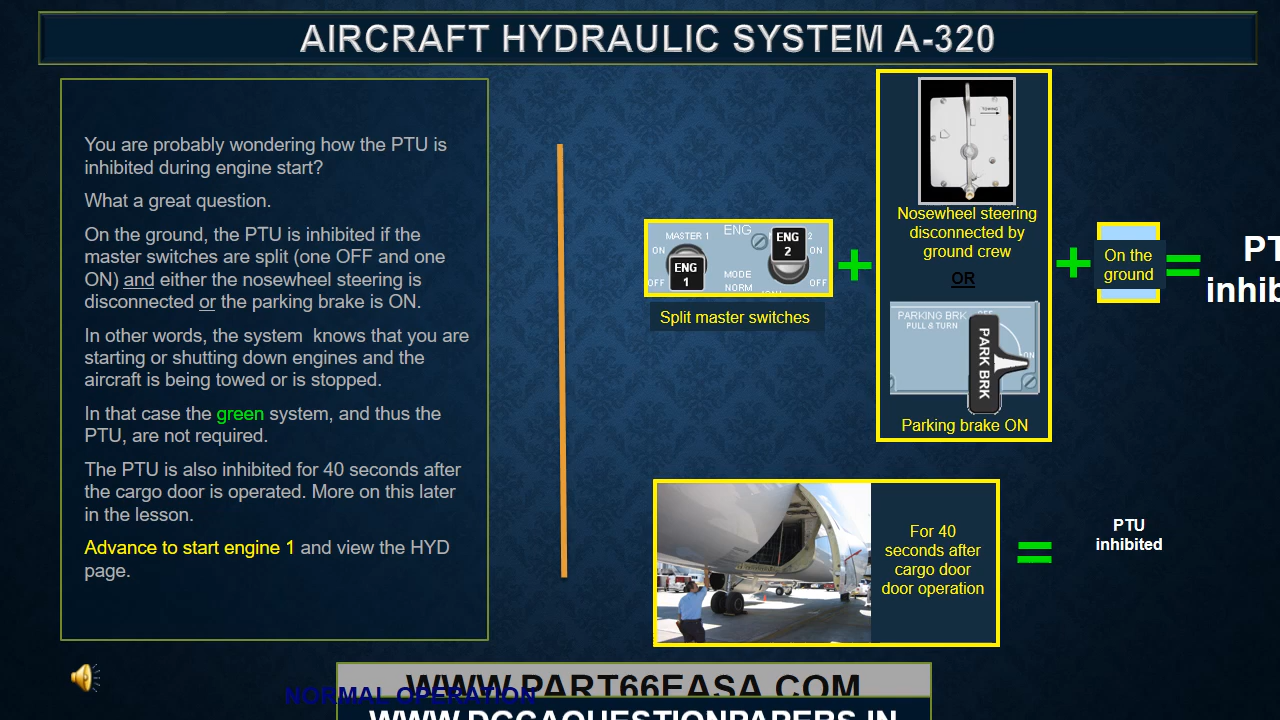 AIRCRAFT HYDRAULIC SYSTEM A-320
You are probably wondering how the PTU is
inhibited during engine start?
What a great question.
On the ground, the PTU is inhibited if the
master switches are split (one OFF and one
ON) and either the nosewheel steering is
disconnected or the parking brake is ON.
In other words, the system knows that you are
starting or shutting down engines and the
aircraft is being towed or is stopped.
In that case the green system, and thus the
PTU, are not required.
The PTU is also inhibited for 40 seconds after
the cargo door is operated. More on this later
in the lesson.
Advance to start engine 1 and view the HYD
page.
MASTER 1
ENG
2
ON
ON
ENG
1
ENG
2
OFF
MODE
NORM
OFF
Split master switches
+
TOWING
Nosewheel steering
disconnected by
ground crew
OR
PARKING BRK
PULL & TURN
OFF
ON
PARK BRK
Parking brake ON
+
On the
ground
=
PT
inhib
For 40
seconds after
cargo door
door operation
=
PTU
inhibited
WWW.PART66EASA.COM
NORMAL OPERATION
WWW.DGCAQUESTIONPAPERS.IN